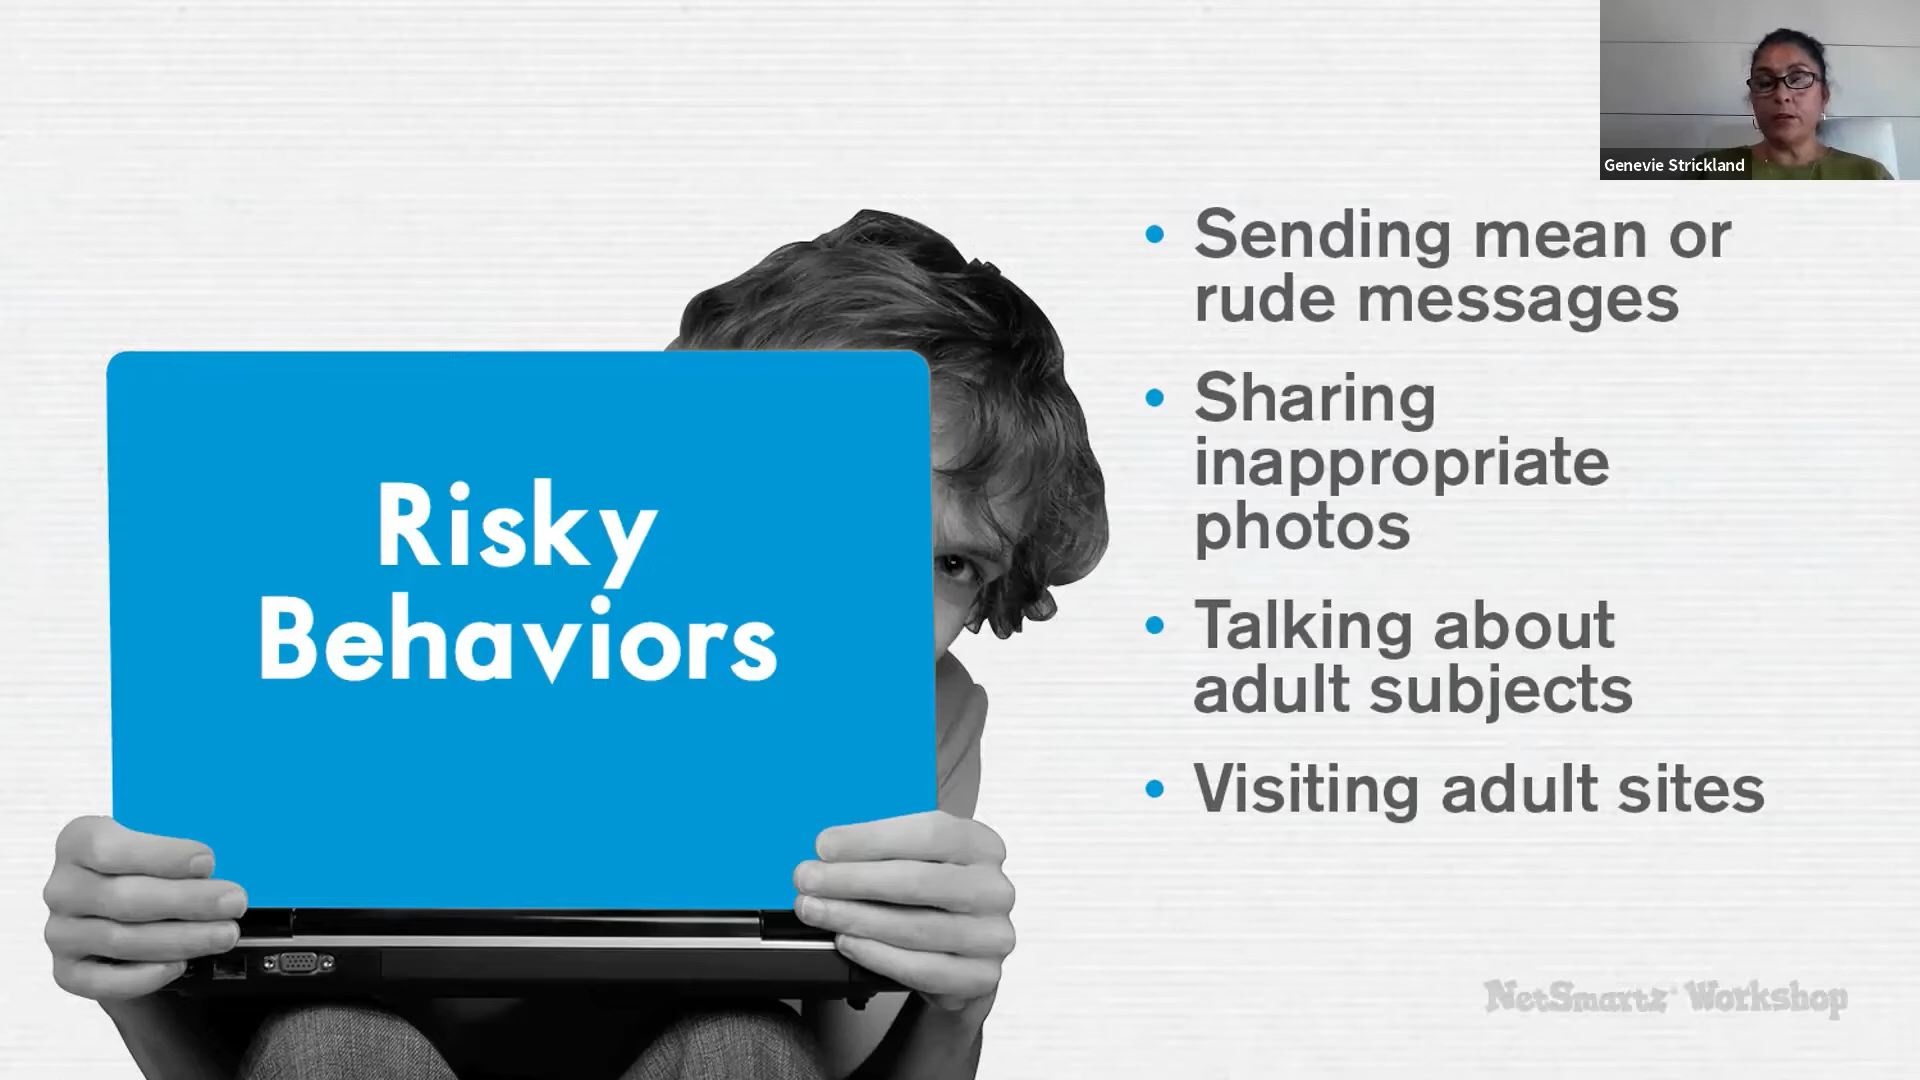 Genevie Strickland
Risky
Behaviors
• Sending mean or
rude messages
• Sharing
inappropriate
photos
• Talking about
adult subjects
• Visiting adult sites
NetSmartz® Workshop